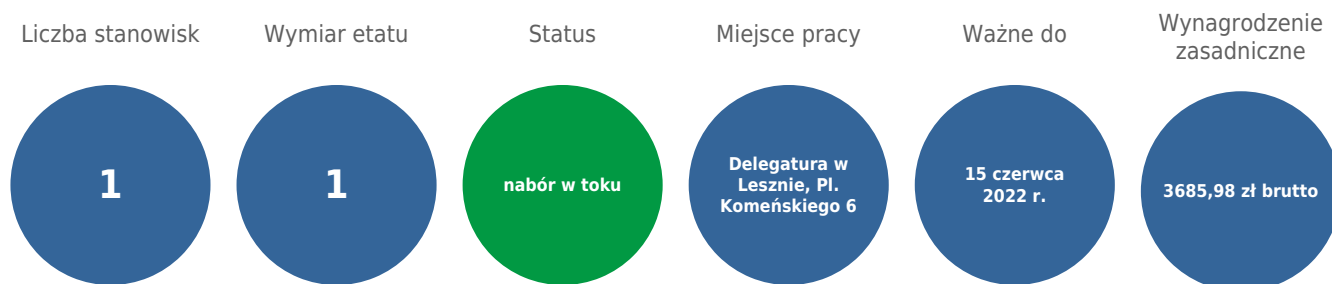 Liczba stanowisk
1
Wymiar etatu
1
Status
nabór w toku
Miejsce pracy
Delegatura w
Lesznie, Pl.
Komeńskiego 6
Ważne do
15 czerwca
2022 r.
Wynagrodzenie
zasadnicze
3685,98 zł brutto